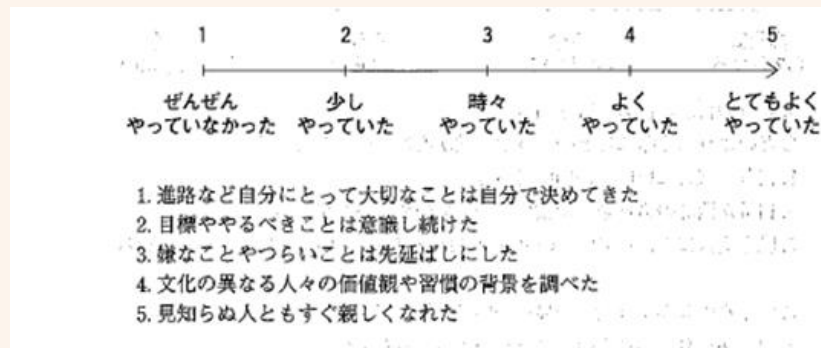 1 2 3 4 5
ぜんぜん 少し 時々 よく とてもよく
やっていなかった やっていた やっていた やっていた やっていた
1. 進路など自分にとって大切なことは自分で決めてきた
2. 目標ややるべきことは意識し続けた
3. 嫌なことやつらいことは先延ばしにした
4. 文化の異なる人々の価値観や習慣の背景を調べた
5. 見知らぬ人ともすぐ親しくなれた